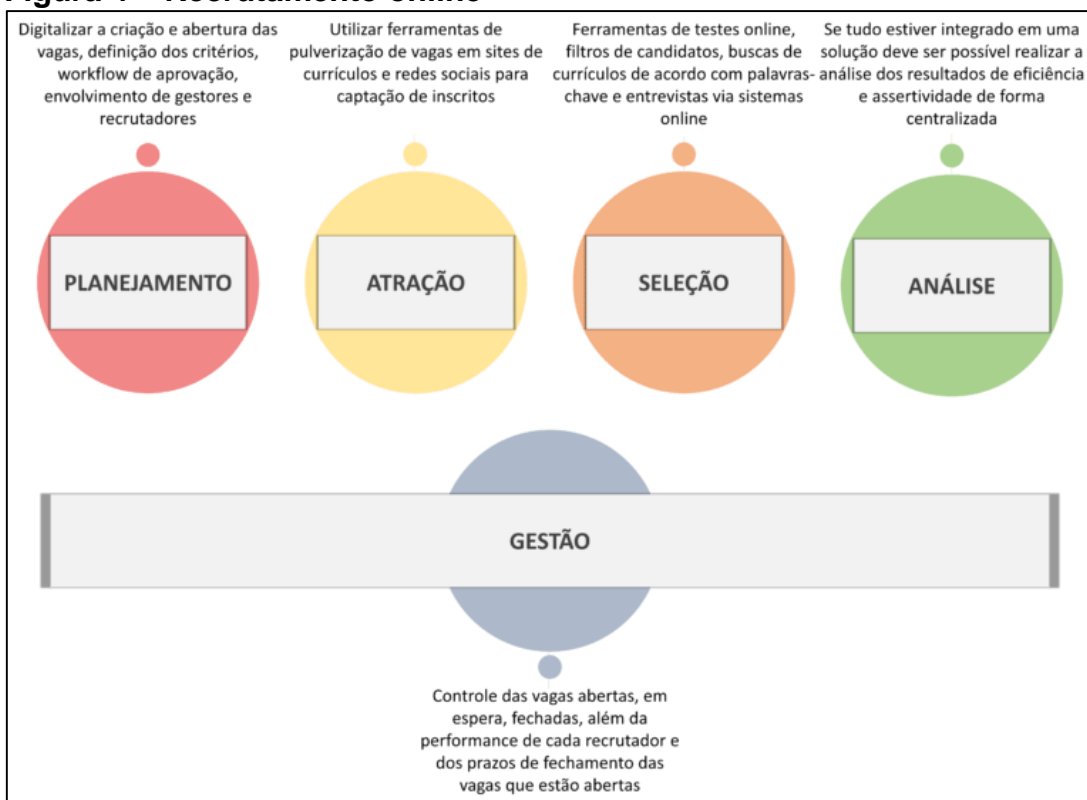 Digitalizar a criação e abertura das
vagas, definição dos critérios,
workflow de aprovação,
envolvimento de gestores e
recrutadores
Utilizar ferramentas de
pulverização de vagas em sites de
currículos e redes sociais para
captação de inscritos
Ferramentas de testes online,
filtros de candidatos, buscas de
currículos de acordo com palavras-
chave e entrevistas via sistemas
online
Se tudo estiver integrado em uma
solução deve ser possível realizar a
análise dos resultados de eficiência
e assertividade de forma
centralizada
PLANEJAMENTO
ATRAÇÃO
SELEÇÃO
ANÁLISE
GESTÃO
Controle das vagas abertas, em
espera, fechadas, além da
performance de cada recrutador e
dos prazos de fechamento das
vagas que estão abertas